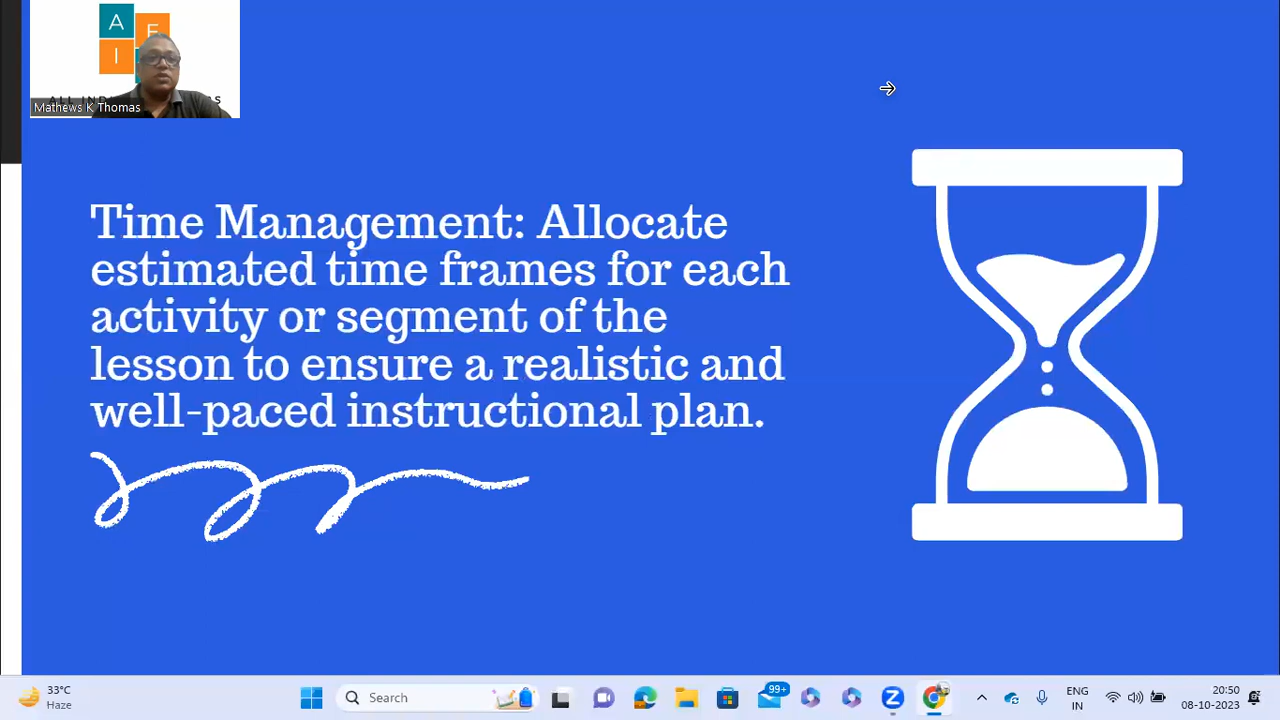 A
E
I
Mathews K Thomas
Time Management: Allocate
estimated time frames for each
activity or segment of the
lesson to ensure a realistic and
well-paced instructional plan.
33°C
Haze
Search
99+
ENG
IN
20:50
08-10-2023